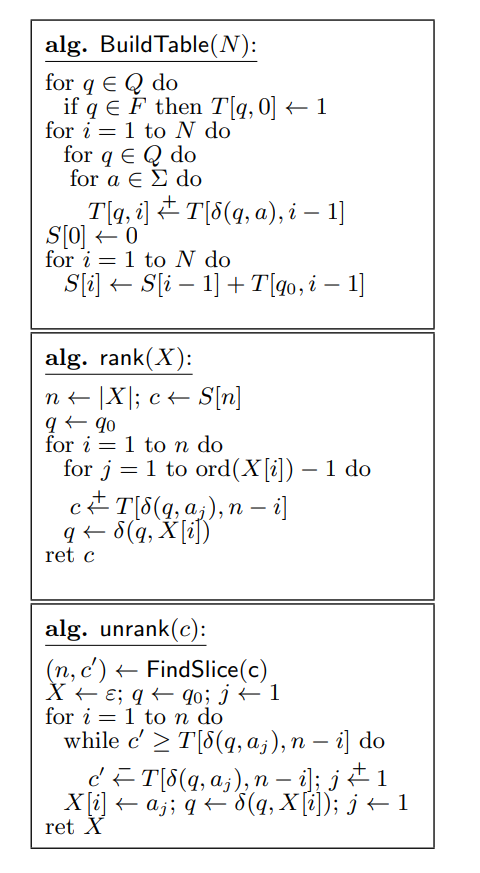 alg. BuildTable(N):
for q ∈ Q do
if q ∈ F then T[q, 0] ← 1
for i = 1 to N do
for q ∈ Q do
for a ∈ Σ do
T[q, i] +← T[δ(q, a), i − 1]
S[0] ← 0
for i = 1 to N do
S[i] ← S[i − 1] + T[q₀, i − 1]
alg. rank(X):
n ← |X|; c ← S[n]
q ← q₀
for i = 1 to n do
for j = 1 to ord(X[i]) − 1 do
c +← T[δ(q, aⱼ), n − i]
q ← δ(q, X[i])
ret c
alg. unrank(c):
(n, c′) ← FindSlice(c)
X ← ε; q ← q₀; j ← 1
for i = 1 to n do
while c′ ≥ T[δ(q, aⱼ), n − i] do
c′ −← T[δ(q, aⱼ), n − i]; j +← 1
X[i] ← aⱼ; q ← δ(q, X[i]); j ← 1
ret X